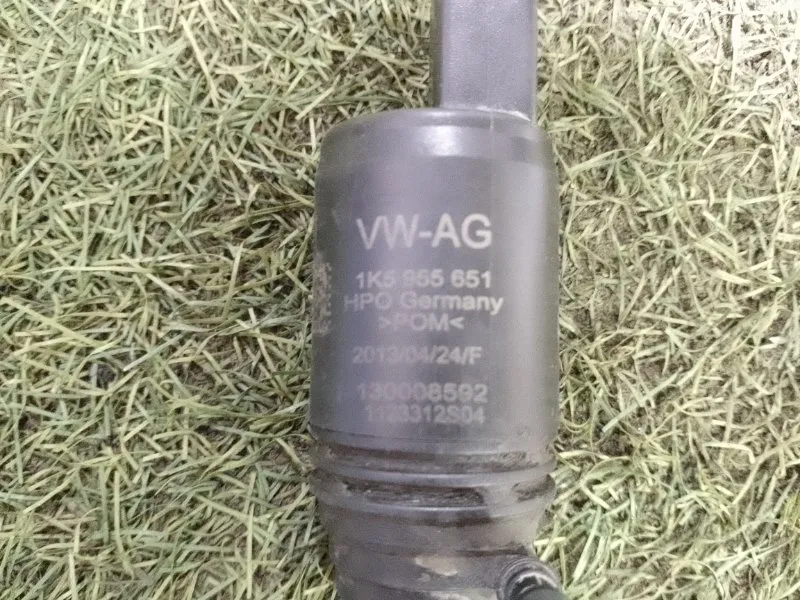 VW-AG
1K5 955 651
HPO Germany
>POM<
2013/04/24/F
130008592
1123312S04